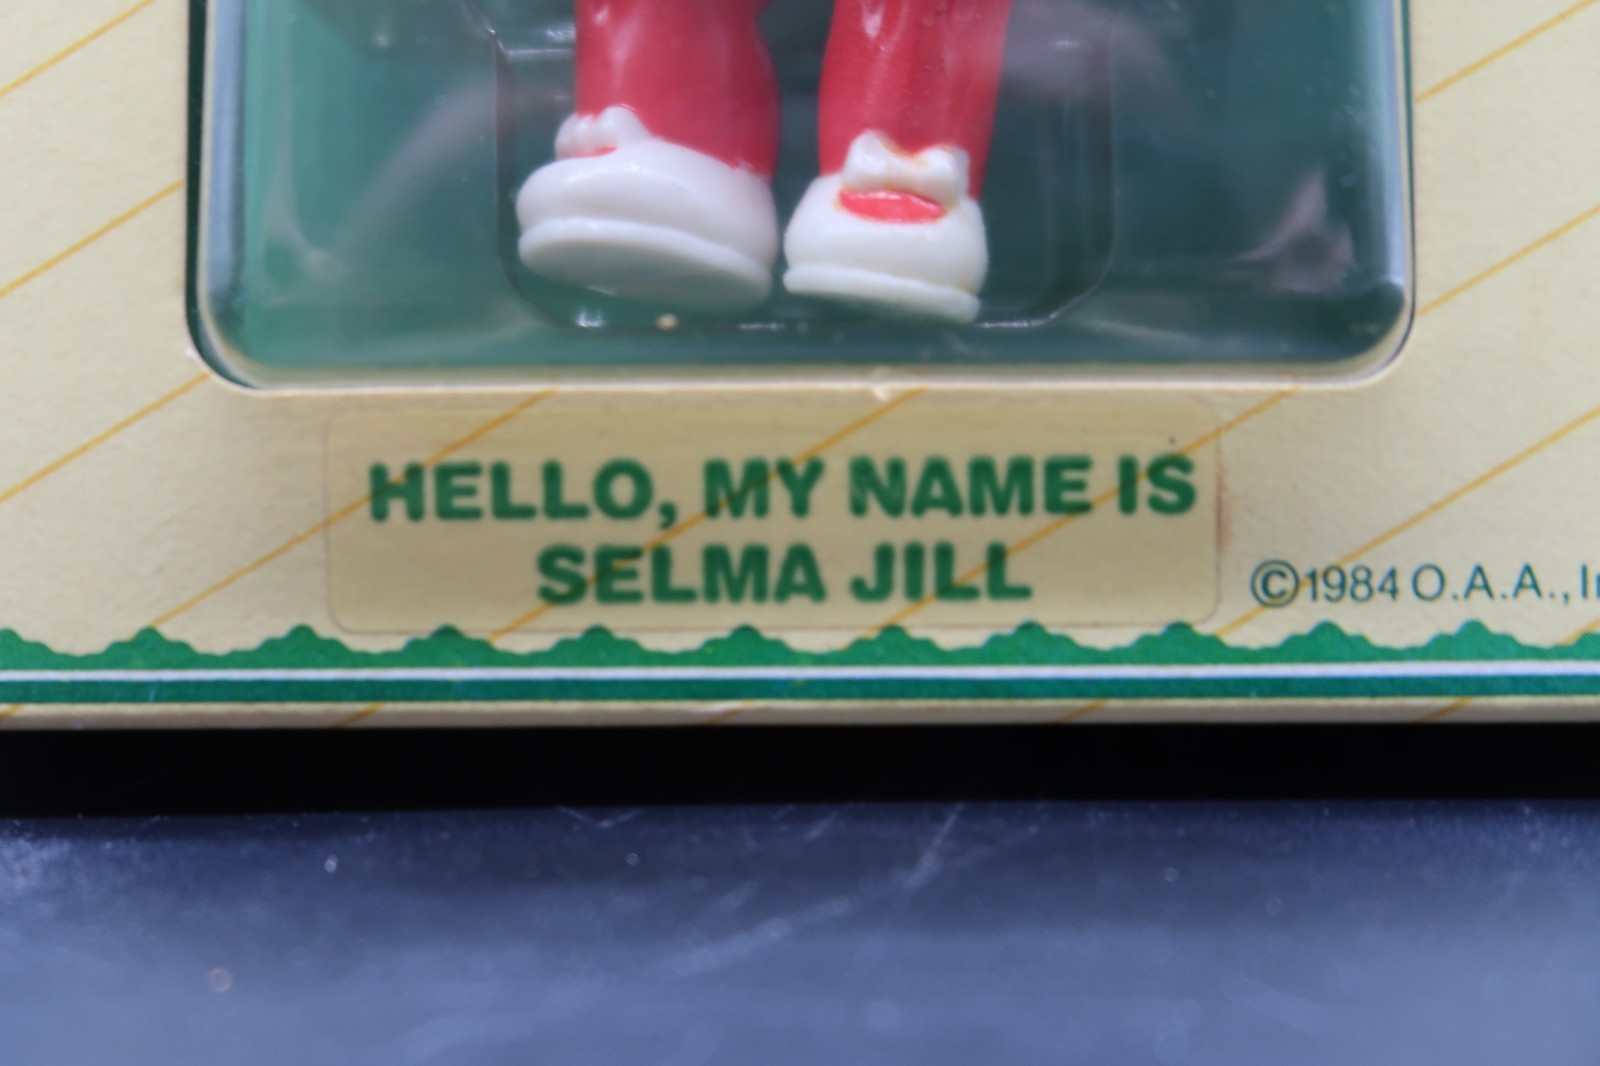 HELLO, MY NAME IS
SELMA JILL
©1984 O.A.A.,